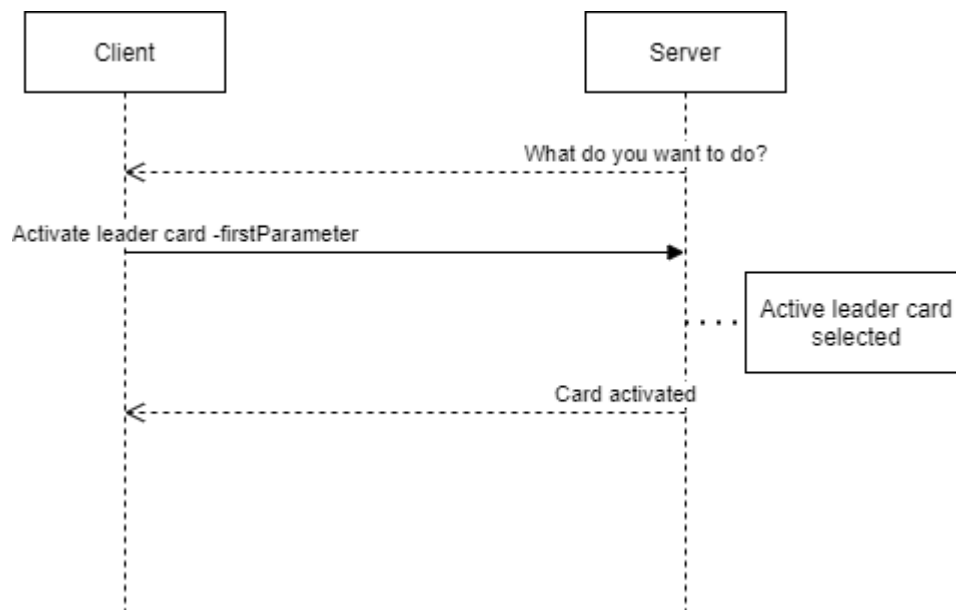 Client
Server
What do you want to do?
Activate leader card -firstParameter
Active leader card
selected
Card activated